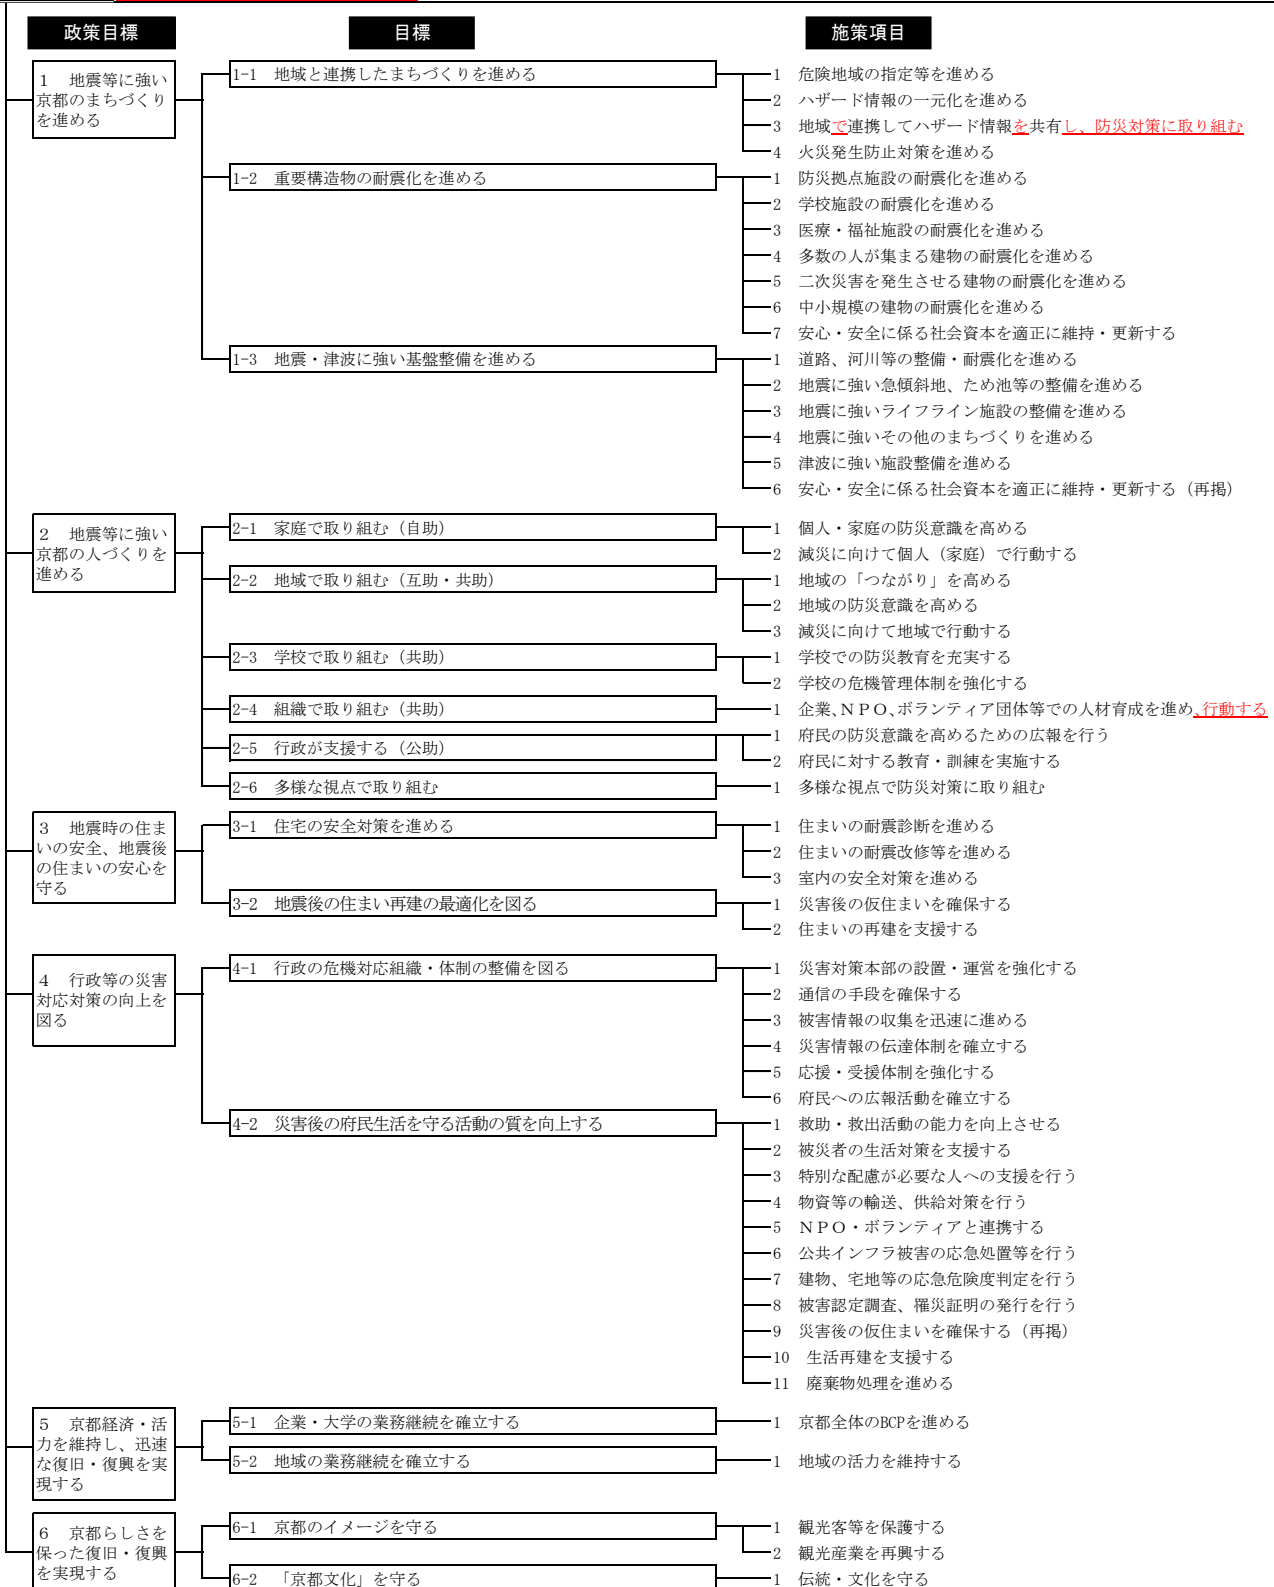 政策目標 目標 施策項目
1 地震等に強い
京都のまちづくり
を進める
1-1 地域と連携したまちづくりを進める
1 危険地域の指定等を進める
2 ハザード情報の一元化を進める
3 地域で連携してハザード情報を共有し、防災対策に取り組む
4 火災発生防止対策を進める
1-2 重要構造物の耐震化を進める
1 防災拠点施設の耐震化を進める
2 学校施設の耐震化を進める
3 医療・福祉施設の耐震化を進める
4 多数の人が集まる建物の耐震化を進める
5 二次災害を発生させる建物の耐震化を進める
6 中小規模の建物の耐震化を進める
7 安心・安全に係る社会資本を適正に維持・更新する
1-3 地震・津波に強い基盤整備を進める
1 道路、河川等の整備・耐震化を進める
2 地震に強い急傾斜地、ため池等の整備を進める
3 地震に強いライフライン施設の整備を進める
4 地震に強いその他のまちづくりを進める
5 津波に強い施設整備を進める
6 安心・安全に係る社会資本を適正に維持・更新する（再掲）
2 地震等に強い
京都の人づくりを
進める
2-1 家庭で取り組む（自助）
1 個人・家庭の防災意識を高める
2 減災に向けて個人（家庭）で行動する
2-2 地域で取り組む（互助・共助）
1 地域の「つながり」を高める
2 地域の防災意識を高める
3 減災に向けて地域で行動する
2-3 学校で取り組む（共助）
1 学校での防災教育を充実する
2 学校の危機管理体制を強化する
2-4 組織で取り組む（共助）
1 企業、ＮＰＯ、ボランティア団体等での人材育成を進め、行動する
2-5 行政が支援する（公助）
1 府民の防災意識を高めるための広報を行う
2 府民に対する教育・訓練を実施する
2-6 多様な視点で取り組む
1 多様な視点で防災対策に取り組む
3 地震時の住ま
いの安全、地震後
の住まいの安心を
守る
3-1 住宅の安全対策を進める
1 住まいの耐震診断を進める
2 住まいの耐震改修等を進める
3 室内の安全対策を進める
3-2 地震後の住まい再建の最適化を図る
1 災害後の仮住まいを確保する
2 住まいの再建を支援する
4 行政等の災害
対応対策の向上を
図る
4-1 行政の危機対応組織・体制の整備を図る
1 災害対策本部の設置・運営を強化する
2 通信の手段を確保する
3 被害情報の収集を迅速に進める
4 災害情報の伝達体制を確立する
5 応援・受援体制を強化する
6 府民への広報活動を確立する
4-2 災害後の府民生活を守る活動の質を向上する
1 救助・救出活動の能力を向上させる
2 被災者の生活対策を支援する
3 特別な配慮が必要な人への支援を行う
4 物資等の輸送、供給対策を行う
5 ＮＰＯ・ボランティアと連携する
6 公共インフラ被害の応急処置等を行う
7 建物、宅地等の応急危険度判定を行う
8 被害認定調査、罹災証明の発行を行う
9 災害後の仮住まいを確保する（再掲）
10 生活再建を支援する
11 廃棄物処理を進める
5 京都経済・活
力を維持し、迅速
な復旧・復興を実
現する
5-1 企業・大学の業務継続を確立する
1 京都全体のBCPを進める
5-2 地域の業務継続を確立する
1 地域の活力を維持する
6 京都らしさを
保った復旧・復興
を実現する
6-1 京都のイメージを守る
1 観光客等を保護する
2 観光産業を再興する
6-2 「京都文化」を守る
1 伝統・文化を守る